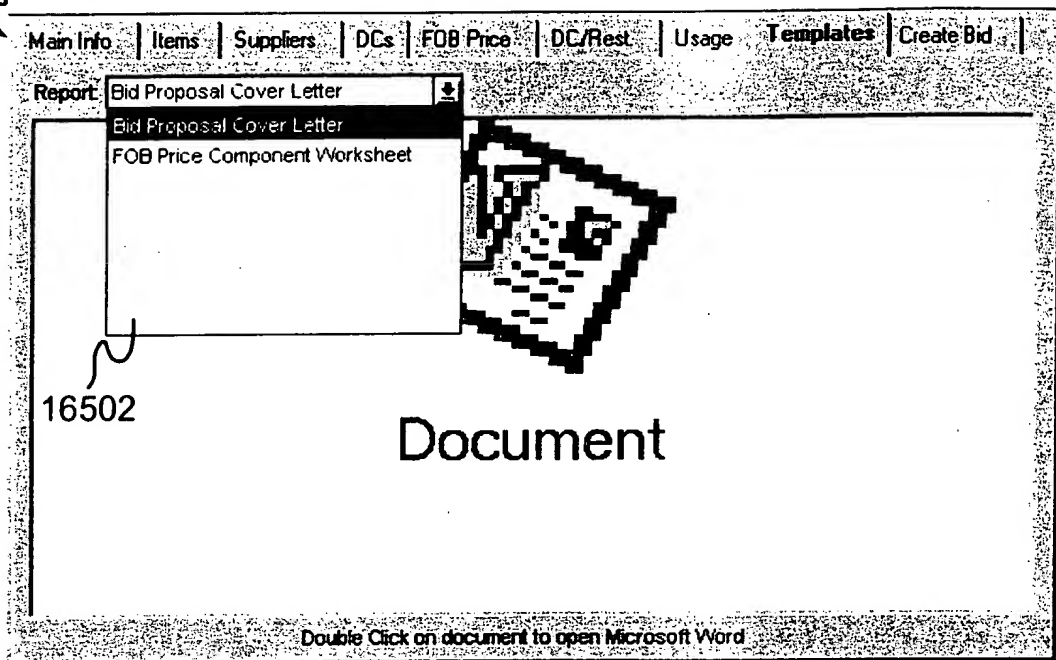 Main Info Items Suppliers DCs FOB Price DC/Rest Usage Templates Create Bid
Report: Bid Proposal Cover Letter
Bid Proposal Cover Letter
FOB Price Component Worksheet
16502
Document
Double Click on document to open Microsoft Word